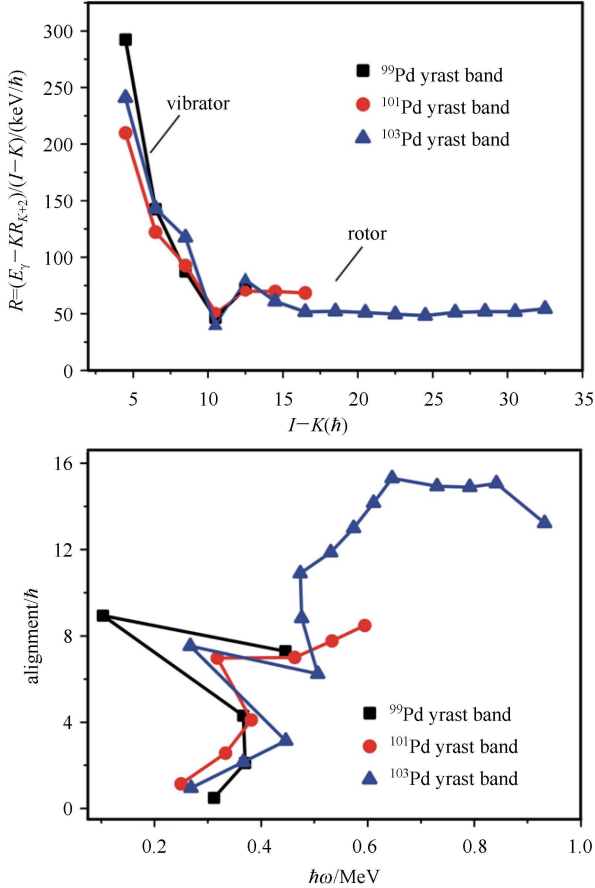 300
250
200
150
100
50
0
R=(Eγ−KR_{K+2})/(I−K)/(keV/ħ)
vibrator
rotor
⁹⁹Pd yrast band
¹⁰¹Pd yrast band
¹⁰³Pd yrast band
5 10 15 20 25 30 35
I−K(ħ)
16
12
8
4
0
alignment/ħ
⁹⁹Pd yrast band
¹⁰¹Pd yrast band
¹⁰³Pd yrast band
0.2 0.4 0.6 0.8 1.0
ħω/MeV